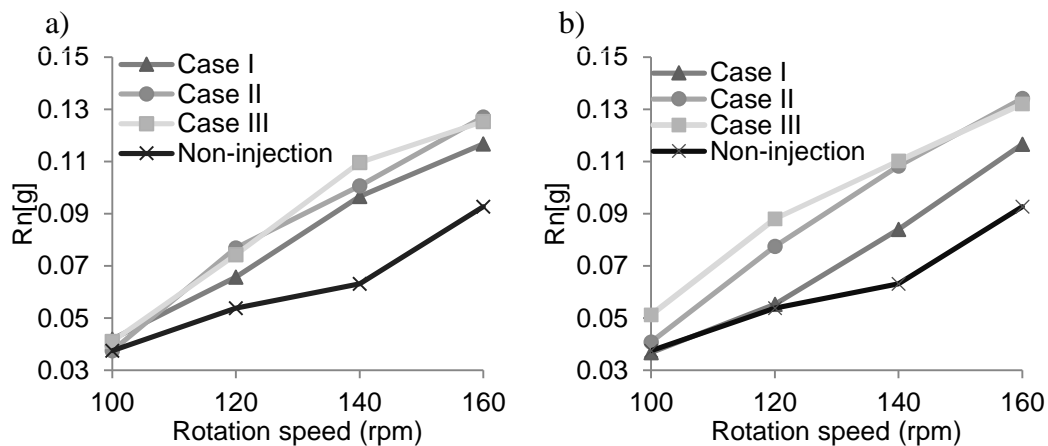 a)
0.15
0.13
0.11
0.09
0.07
0.05
0.03
Rn[g]
Case I
Case II
Case III
Non-injection
100 120 140 160
Rotation speed (rpm)
b)
0.15
0.13
0.11
0.09
0.07
0.05
0.03
Rn[g]
Case I
Case II
Case III
Non-injection
100 120 140 160
Rotation speed (rpm)